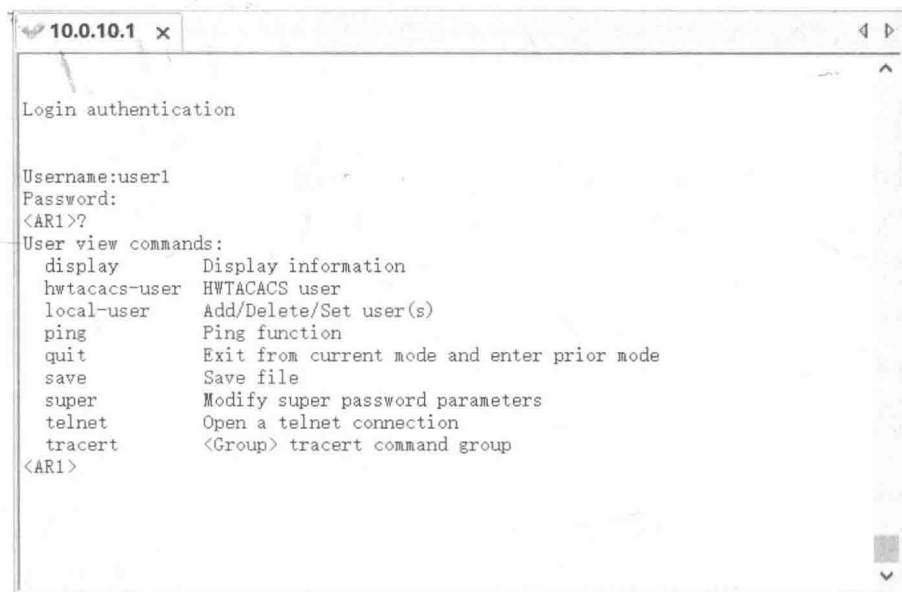 10.0.10.1 ×
Login authentication
Username:user1
Password:
<AR1>?
User view commands:
display Display information
hwtacacs-user HWTACACS user
local-user Add/Delete/Set user(s)
ping Ping function
quit Exit from current mode and enter prior mode
save Save file
super Modify super password parameters
telnet Open a telnet connection
tracert <Group> tracert command group
<AR1>